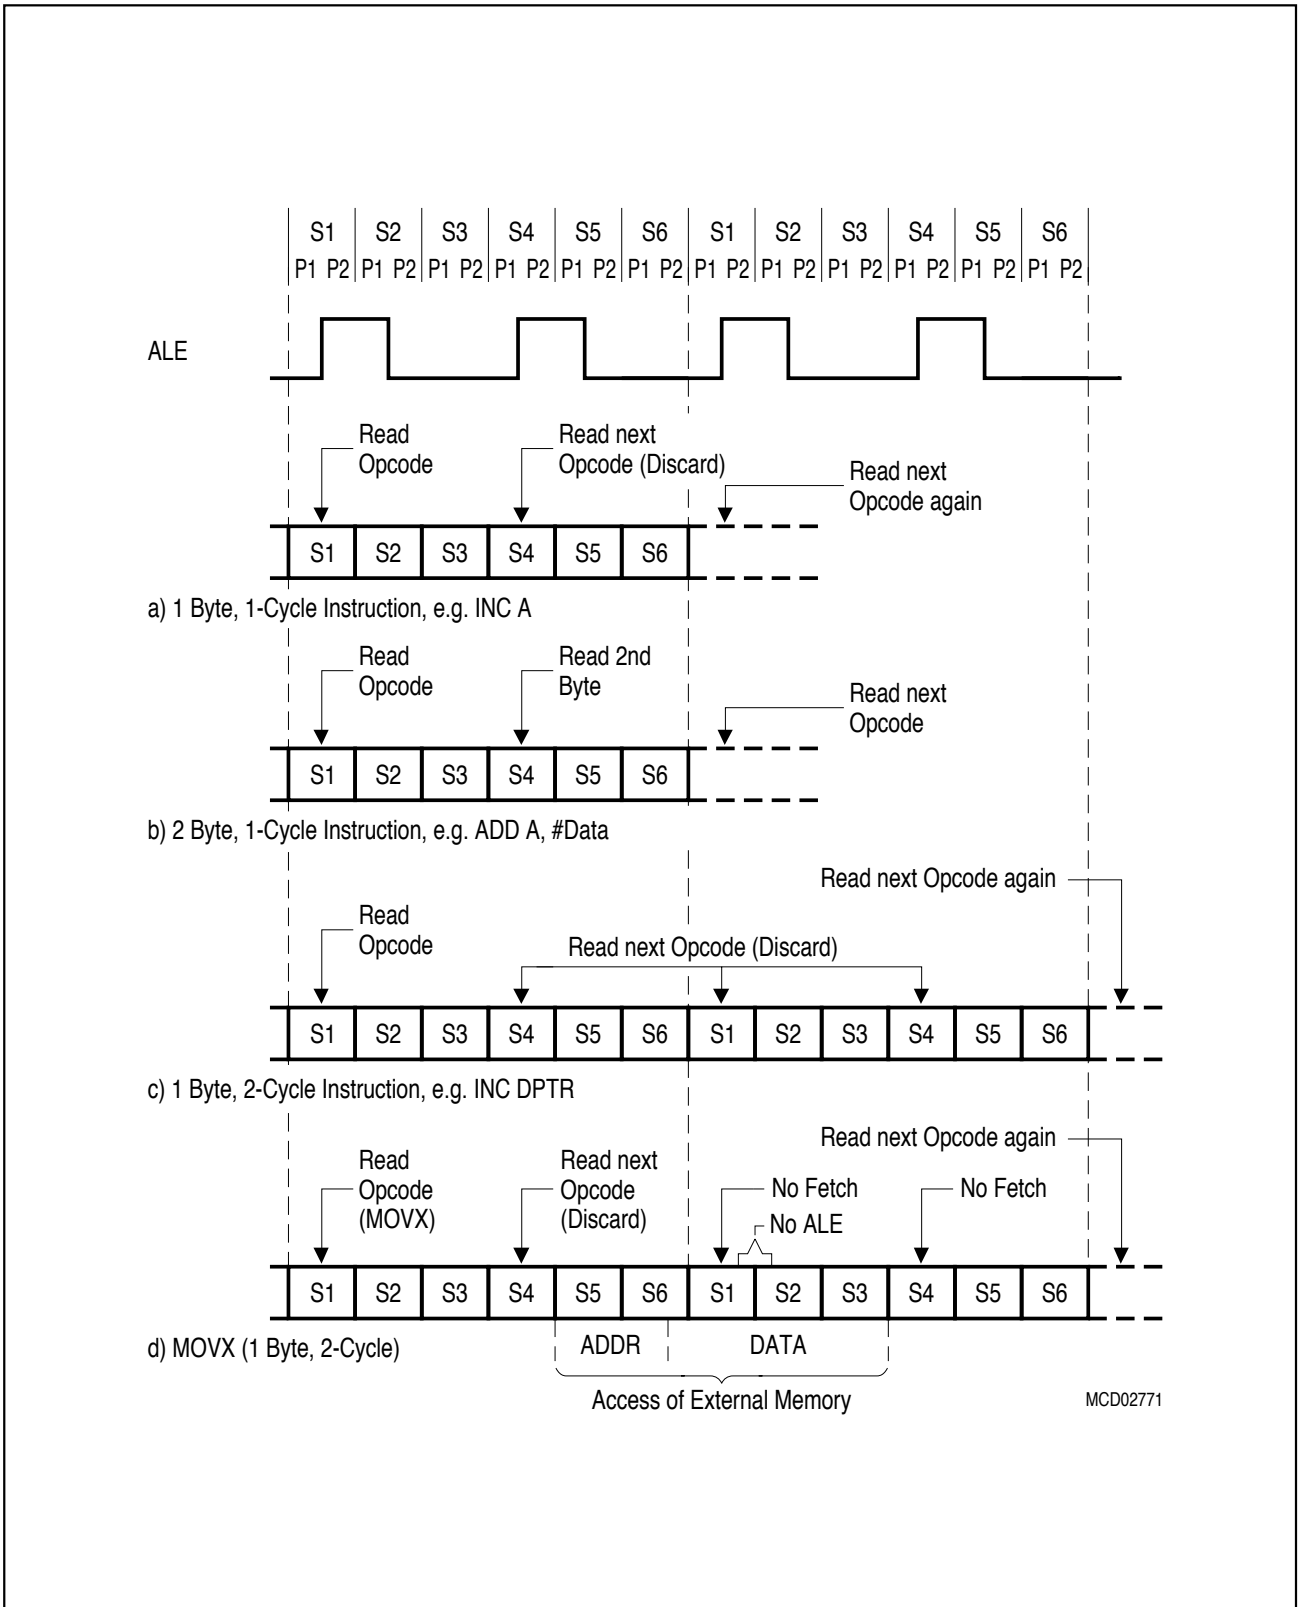 S1 S2 S3 S4 S5 S6 S1 S2 S3 S4 S5 S6
P1 P2 P1 P2 P1 P2 P1 P2 P1 P2 P1 P2 P1 P2 P1 P2 P1 P2 P1 P2 P1 P2 P1 P2
ALE
Read
Opcode
Read next
Opcode (Discard)
Read next
Opcode again
S1 S2 S3 S4 S5 S6
a) 1 Byte, 1-Cycle Instruction, e.g. INC A
Read
Opcode
Read 2nd
Byte
Read next
Opcode
S1 S2 S3 S4 S5 S6
b) 2 Byte, 1-Cycle Instruction, e.g. ADD A, #Data
Read next Opcode again
Read
Opcode
Read next Opcode (Discard)
S1 S2 S3 S4 S5 S6 S1 S2 S3 S4 S5 S6
c) 1 Byte, 2-Cycle Instruction, e.g. INC DPTR
Read next Opcode again
Read
Opcode
(MOVX)
Read next
Opcode
(Discard)
No Fetch
No ALE
No Fetch
S1 S2 S3 S4 S5 S6 S1 S2 S3 S4 S5 S6
d) MOVX (1 Byte, 2-Cycle)
ADDR
DATA
Access of External Memory
MCD02771